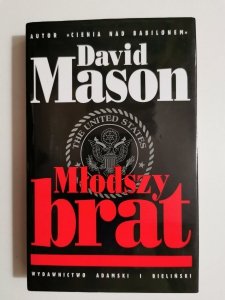 AUTOR »CIENIA NAD BABILONEM«
David
Mason
THE UNITED STATES
Młodszy
brat
WYDAWNICTWO ADAMSKI I BIELIŃSKI